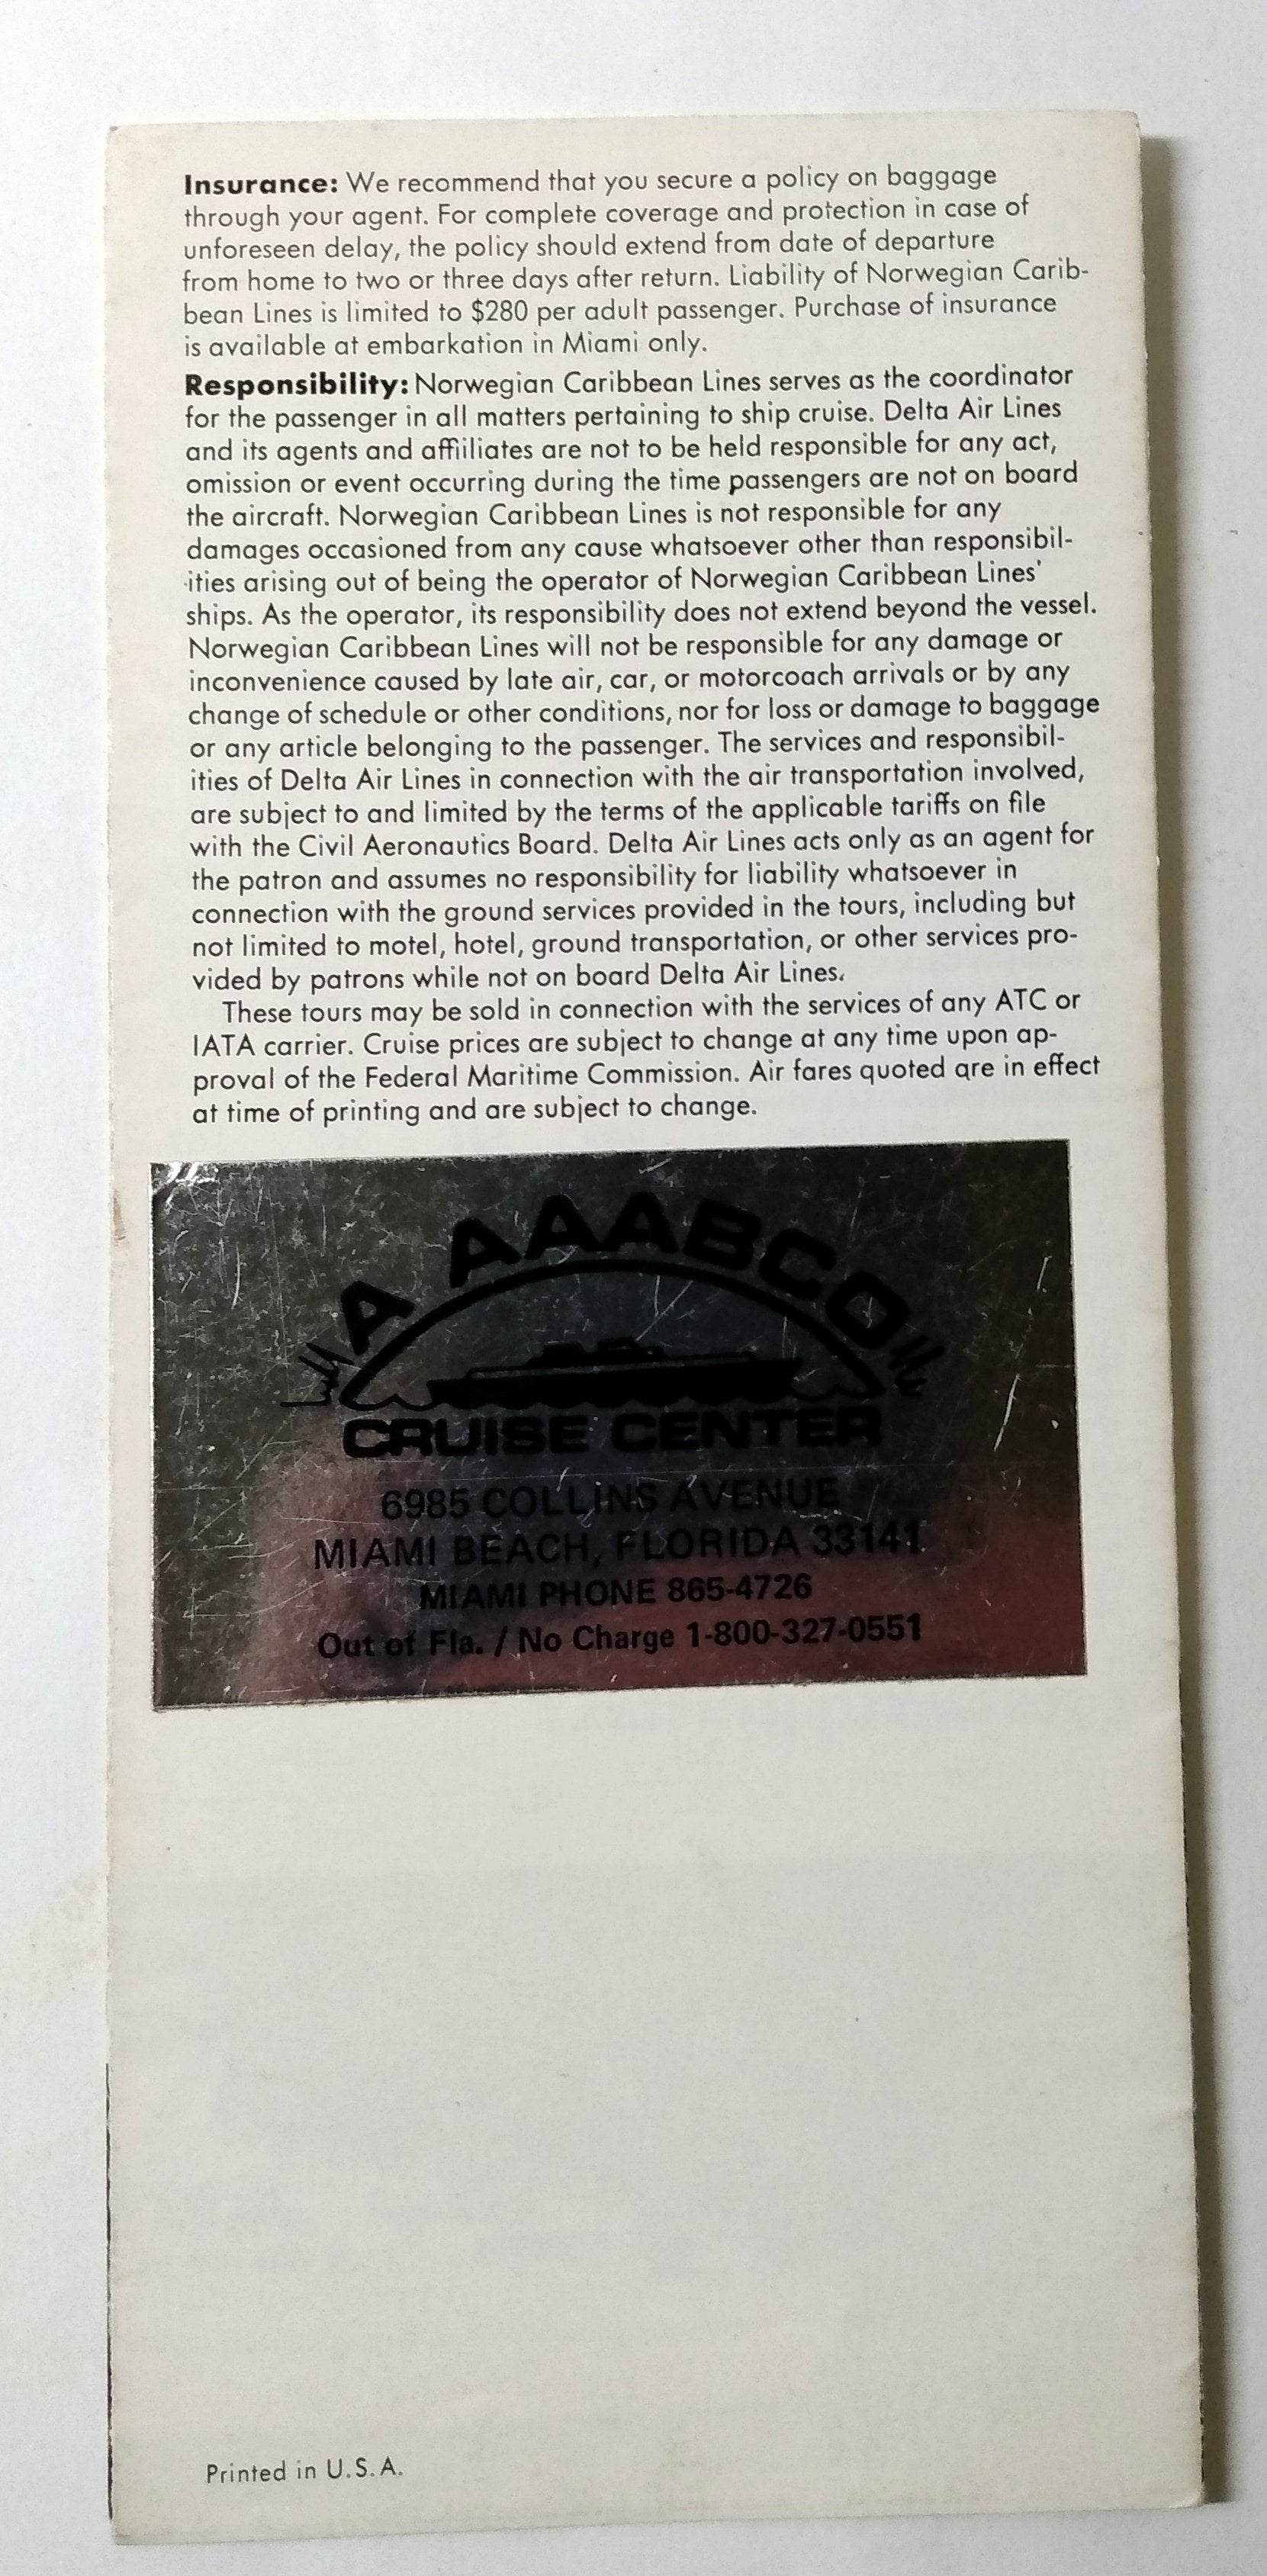 Insurance: We recommend that you secure a policy on baggage
through your agent. For complete coverage and protection in case of
unforeseen delay, the policy should extend from date of departure
from home to two or three days after return. Liability of Norwegian Carib-
bean Lines is limited to $280 per adult passenger. Purchase of insurance
is available at embarkation in Miami only.
Responsibility: Norwegian Caribbean Lines serves as the coordinator
for the passenger in all matters pertaining to ship cruise. Delta Air Lines
and its agents and affiiliates are not to be held responsible for any act,
omission or event occurring during the time passengers are not on board
the aircraft. Norwegian Caribbean Lines is not responsible for any
damages occasioned from any cause whatsoever other than responsibil-
ities arising out of being the operator of Norwegian Caribbean Lines'
ships. As the operator, its responsibility does not extend beyond the vessel.
Norwegian Caribbean Lines will not be responsible for any damage or
inconvenience caused by late air, car, or motorcoach arrivals or by any
change of schedule or other conditions, nor for loss or damage to baggage
or any article belonging to the passenger. The services and responsibil-
ities of Delta Air Lines in connection with the air transportation involved,
are subject to and limited by the terms of the applicable tariffs on file
with the Civil Aeronautics Board. Delta Air Lines acts only as an agent for
the patron and assumes no responsibility for liability whatsoever in
connection with the ground services provided in the tours, including but
not limited to motel, hotel, ground transportation, or other services pro-
vided by patrons while not on board Delta Air Lines.
These tours may be sold in connection with the services of any ATC or
IATA carrier. Cruise prices are subject to change at any time upon ap-
proval of the Federal Maritime Commission. Air fares quoted are in effect
at time of printing and are subject to change.
A AAABCO
CRUISE CENTER
6985 COLLINS AVENUE
MIAMI BEACH, FLORIDA 33141
MIAMI PHONE 865-4726
Out of Fla. / No Charge 1-800-327-0551
Printed in U.S.A.